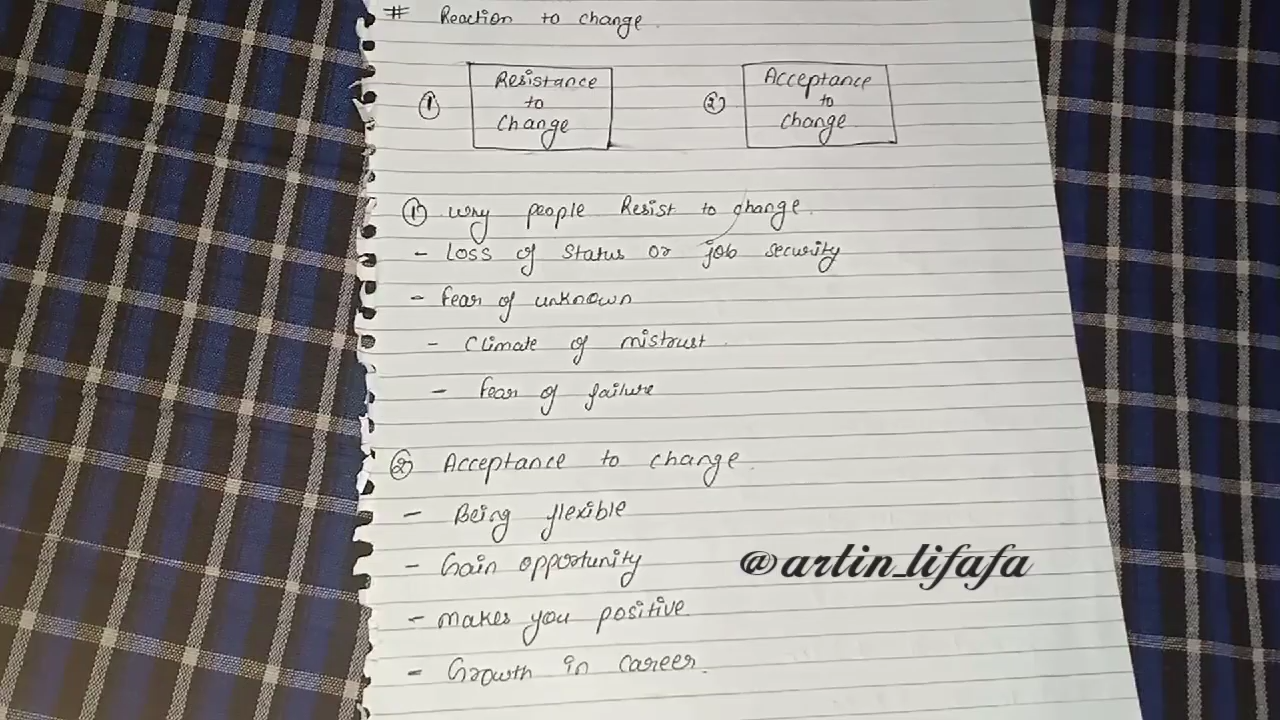 # Reaction to change.
① Resistance to change
② Acceptance to change
① Why people Resist to change.
- Loss of status or job security
- Fear of unknown
- Climate of mistrust.
- Fear of failure
② Acceptance to change.
- Being flexible
- Gain opportunity
- Makes you positive
- Growth in career.
@artin_lifafa